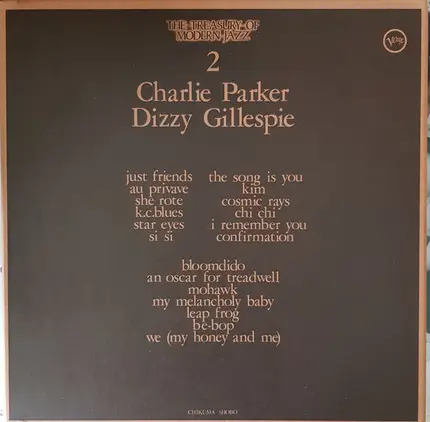 THE TREASURY OF
MODERN JAZZ
Verve
2
Charlie Parker
Dizzy Gillespie
just friends
au privave
she rote
k.c.blues
star eyes
si si
the song is you
kim
cosmic rays
chi chi
i remember you
confirmation
bloomdido
an oscar for treadwell
mohawk
my melancholy baby
leap frog
be-bop
we (my honey and me)
CHIKUMA SHOBO